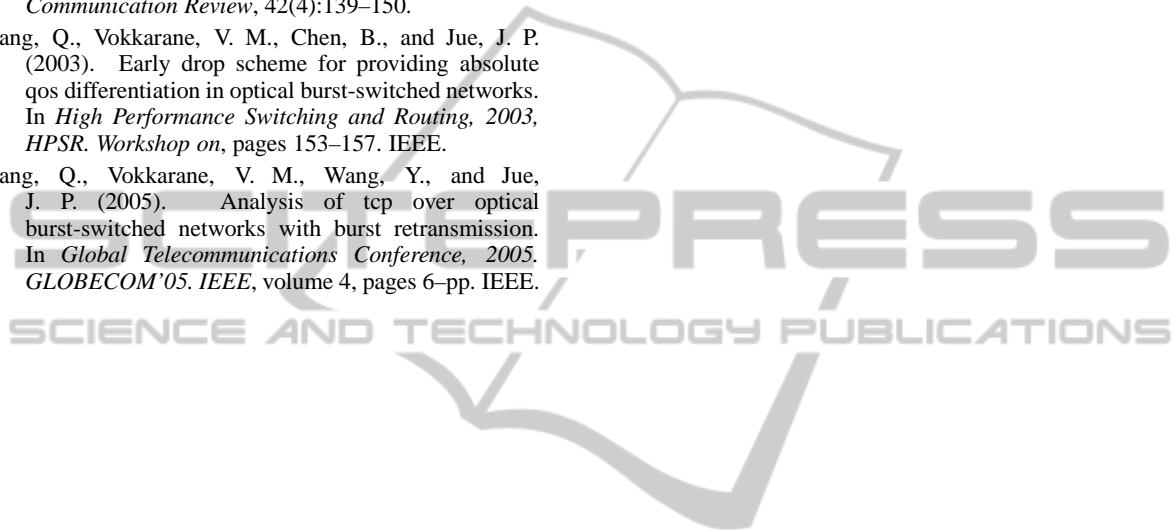 Communication Review, 42(4):139–150.
ang, Q., Vokkarane, V. M., Chen, B., and Jue, J. P.
(2003). Early drop scheme for providing absolute
qos differentiation in optical burst-switched networks.
In High Performance Switching and Routing, 2003,
HPSR. Workshop on, pages 153–157. IEEE.
ang, Q., Vokkarane, V. M., Wang, Y., and Jue,
J. P. (2005). Analysis of tcp over optical
burst-switched networks with burst retransmission.
In Global Telecommunications Conference, 2005.
GLOBECOM'05. IEEE, volume 4, pages 6–pp. IEEE.
SCITEPRESS
SCIENCE AND TECHNOLOGY PUBLICATIONS